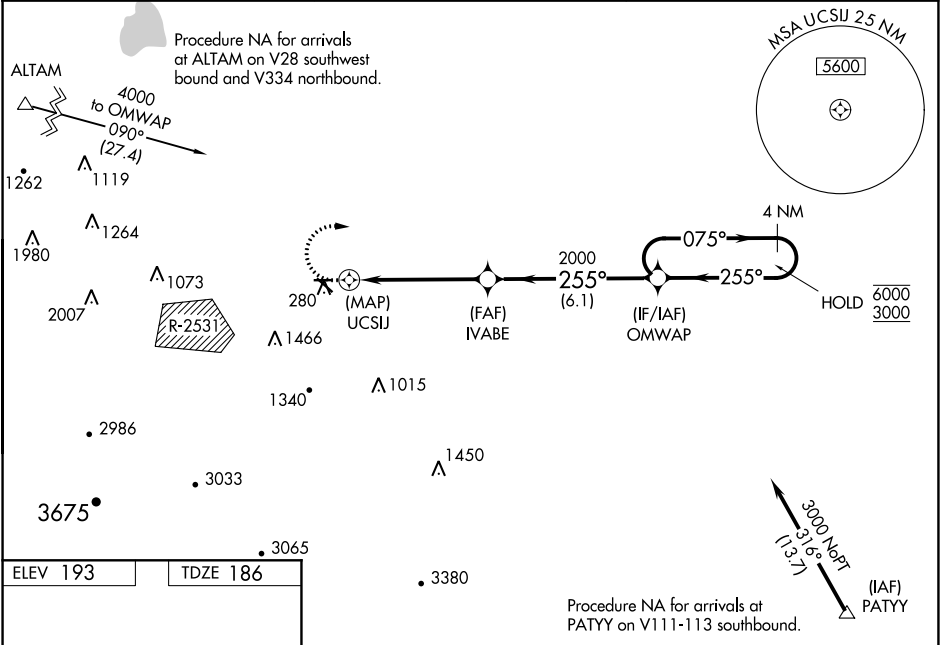 Procedure NA for arrivals
at ALTAM on V28 southwest
bound and V334 northbound.
MSA UCSIJ 25 NM
5600
ALTAM
4000
to OMWAP
090°
(27.4)
1262
1119
1264
1980
1073
2007
R-2531
280
(MAP)
UCSIJ
(FAF)
IVABE
2000
255°
(6.1)
(IF/IAF)
OMWAP
075°
255°
4 NM
HOLD
6000
3000
1466
1340
1015
2986
1450
3033
3675
3065
3380
3000 NoPT
316°
(13.7)
(IAF)
PATYY
Procedure NA for arrivals at
PATYY on V111-113 southbound.
ELEV 193
TDZE 186